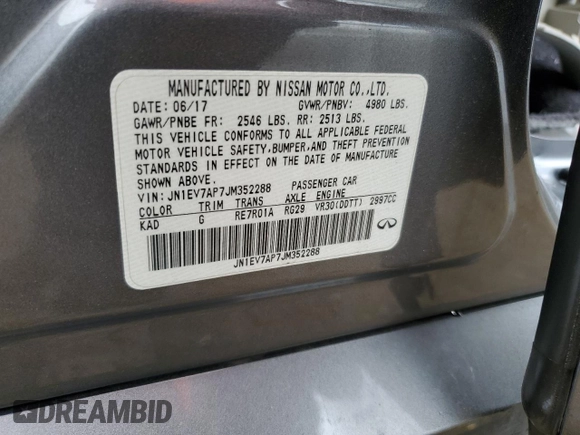 MANUFACTURED BY NISSAN MOTOR CO.,LTD.
DATE: 06/17 GVWR/PNBV: 4980 LBS.
GAWR/PNBE FR: 2546 LBS. RR: 2513 LBS.
THIS VEHICLE CONFORMS TO ALL APPLICABLE FEDERAL
MOTOR VEHICLE SAFETY,BUMPER,AND THEFT PREVENTION
STANDARDS IN EFFECT ON THE DATE OF MANUFACTURE
SHOWN ABOVE.
VIN: JN1EV7AP7JM352288 PASSENGER CAR
COLOR TRIM TRANS AXLE ENGINE
KAD G RE7R01A RG29 VR30(DDTT) 2997CC
JN1EV7AP7JM352288
DREAMBID